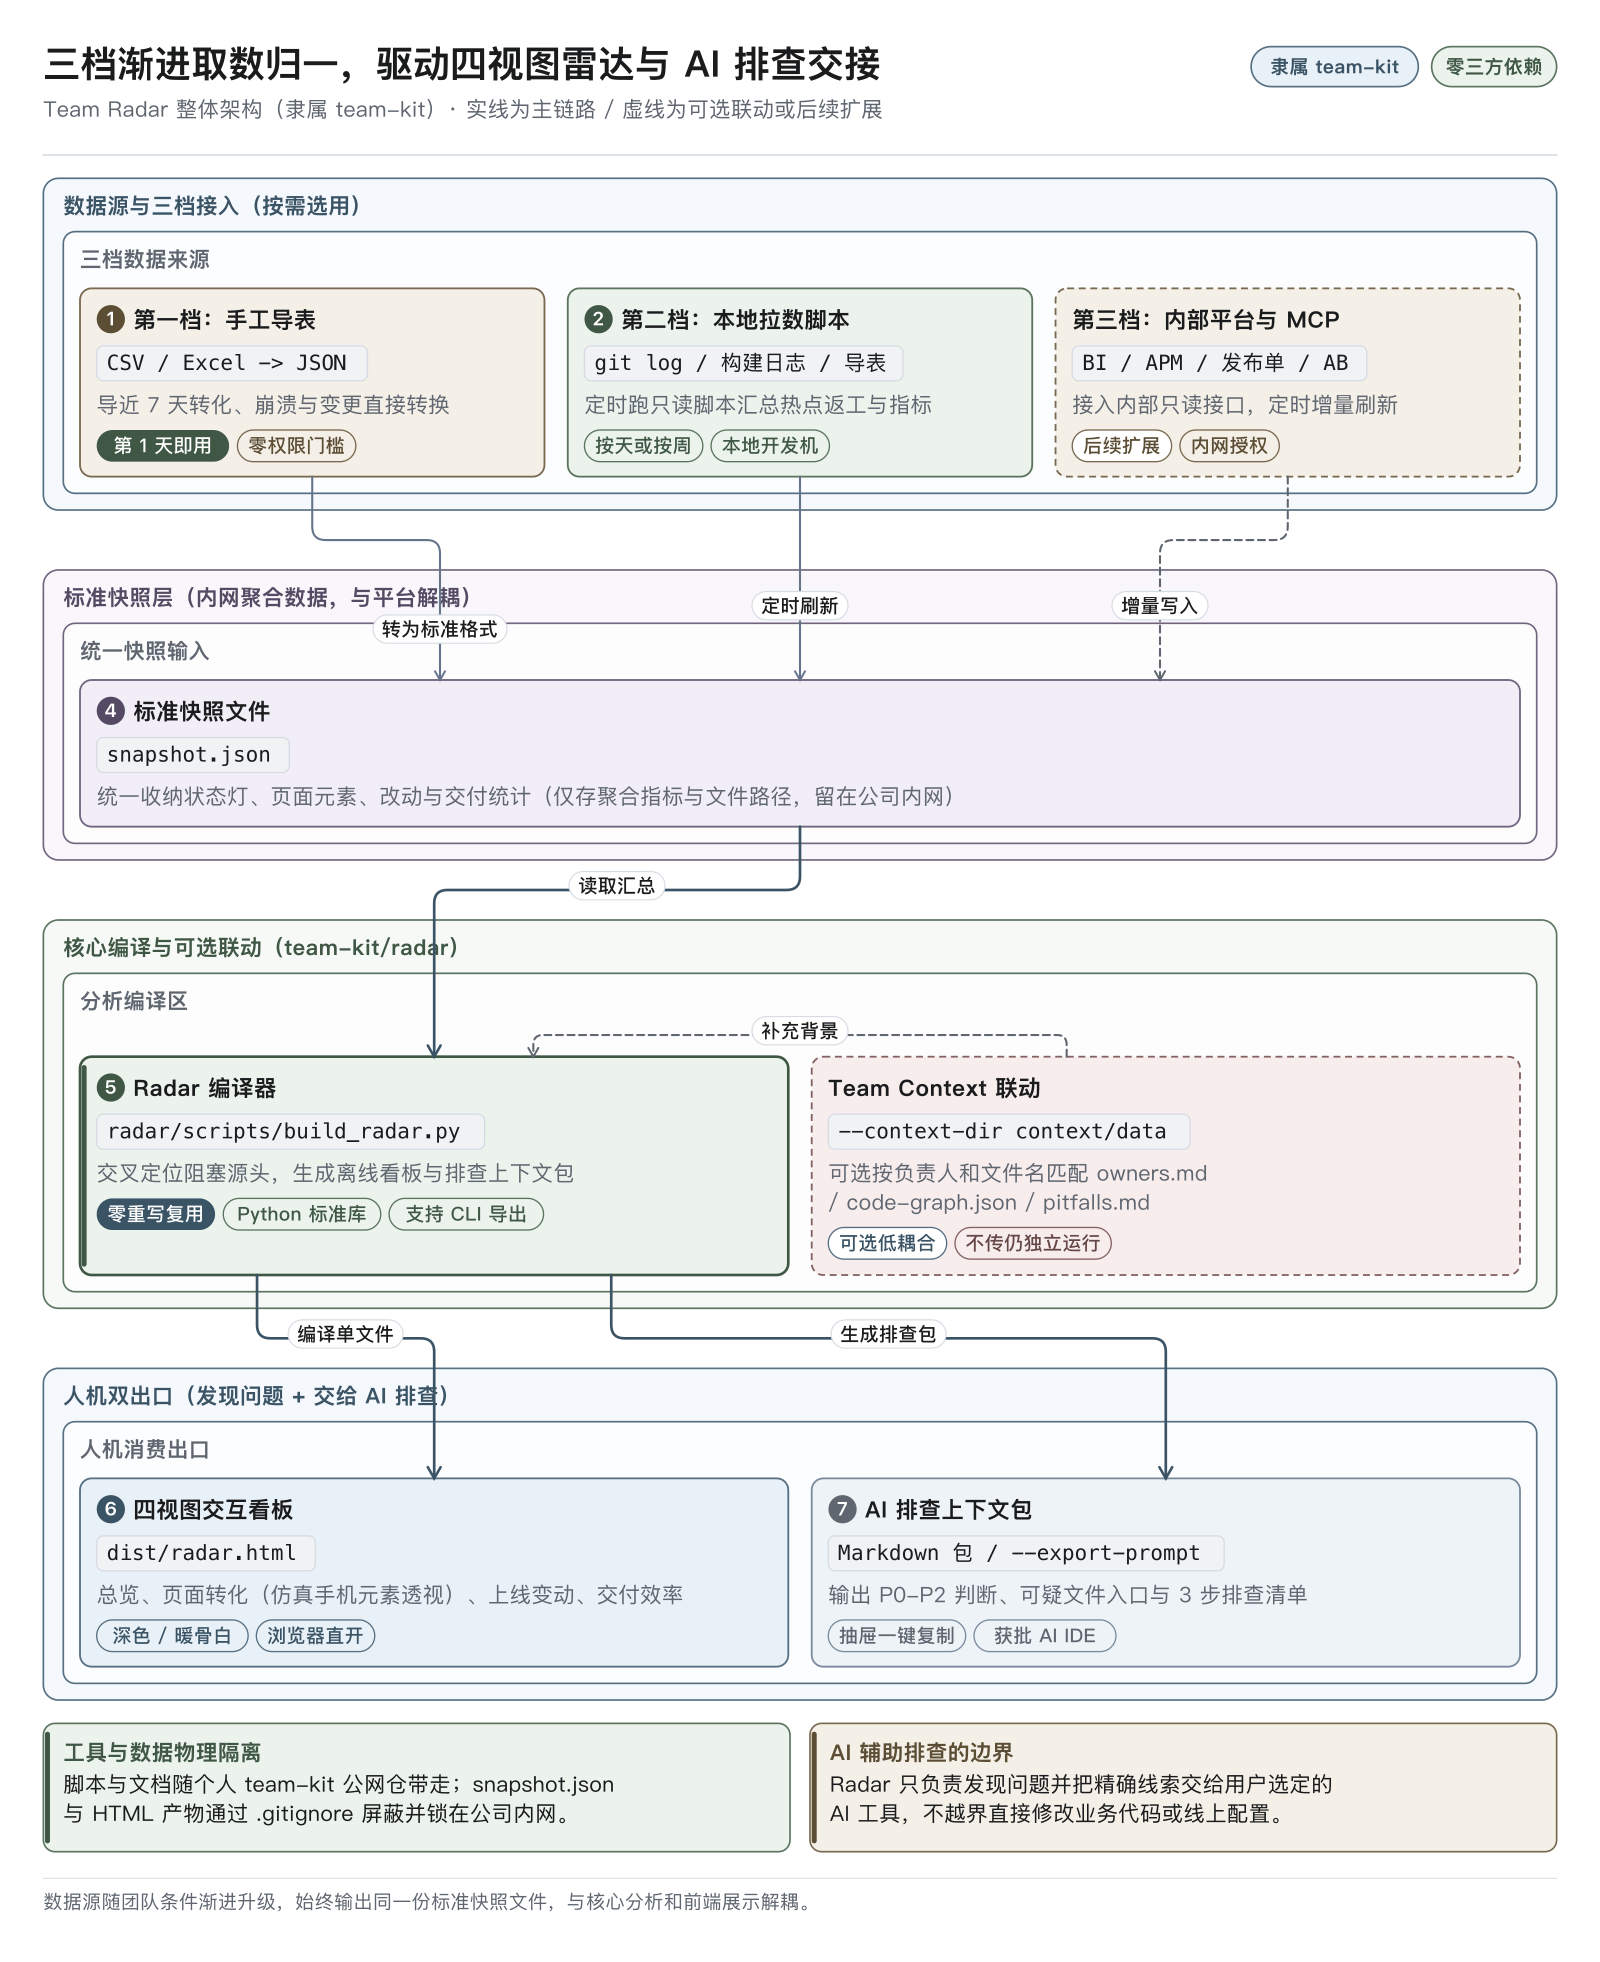 三档渐进取数归一，驱动四视图雷达与 AI 排查交接
隶属 team-kit
零三方依赖
Team Radar 整体架构（隶属 team-kit）· 实线为主链路 / 虚线为可选联动或后续扩展
数据源与三档接入（按需选用）
三档数据来源
1 第一档：手工导表
CSV / Excel -> JSON
导近 7 天转化、崩溃与变更直接转换
第 1 天即用
零权限门槛
2 第二档：本地拉数脚本
git log / 构建日志 / 导表
定时跑只读脚本汇总热点返工与指标
按天或按周
本地开发机
第三档：内部平台与 MCP
BI / APM / 发布单 / AB
接入内部只读接口，定时增量刷新
后续扩展
内网授权
标准快照层（内网聚合数据，与平台解耦）
转为标准格式
定时刷新
增量写入
统一快照输入
4 标准快照文件
snapshot.json
统一收纳状态灯、页面元素、改动与交付统计（仅存聚合指标与文件路径，留在公司内网）
读取汇总
核心编译与可选联动（team-kit/radar）
分析编译区
补充背景
5 Radar 编译器
radar/scripts/build_radar.py
交叉定位阻塞源头，生成离线看板与排查上下文包
零重写复用
Python 标准库
支持 CLI 导出
Team Context 联动
--context-dir context/data
可选按负责人和文件名匹配 owners.md
/ code-graph.json / pitfalls.md
可选低耦合
不传仍独立运行
编译单文件
生成排查包
人机双出口（发现问题 + 交给 AI 排查）
人机消费出口
6 四视图交互看板
dist/radar.html
总览、页面转化（仿真手机元素透视）、上线变动、交付效率
深色 / 暖骨白
浏览器直开
7 AI 排查上下文包
Markdown 包 / --export-prompt
输出 P0-P2 判断、可疑文件入口与 3 步排查清单
抽屉一键复制
获批 AI IDE
工具与数据物理隔离
脚本与文档随个人 team-kit 公网仓带走；snapshot.json
与 HTML 产物通过 .gitignore 屏蔽并锁在公司内网。
AI 辅助排查的边界
Radar 只负责发现问题并把精确线索交给用户选定的
AI 工具，不越界直接修改业务代码或线上配置。
数据源随团队条件渐进升级，始终输出同一份标准快照文件，与核心分析和前端展示解耦。